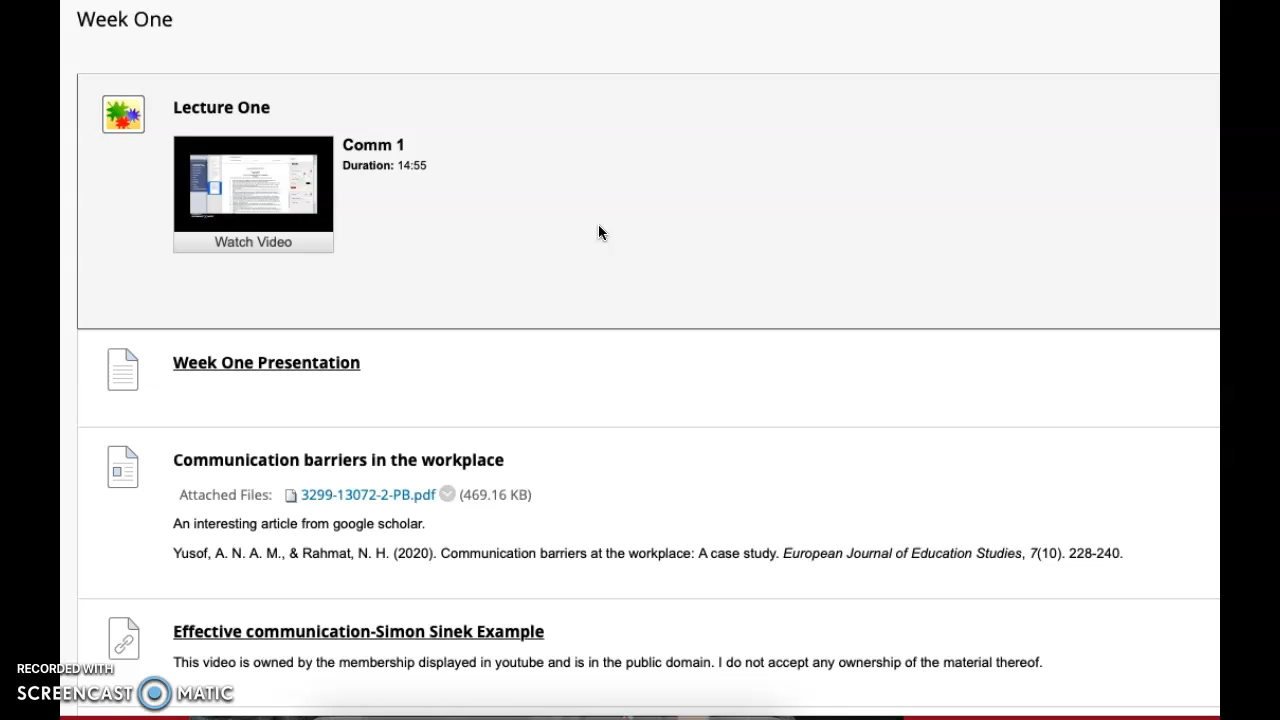 Week One
Lecture One
Comm 1
Duration: 14:55
Watch Video
Week One Presentation
Communication barriers in the workplace
Attached Files: 3299-13072-2-PB.pdf (469.16 KB)
An interesting article from google scholar.
Yusof, A. N. A. M., & Rahmat, N. H. (2020). Communication barriers at the workplace: A case study. European Journal of Education Studies, 7(10). 228-240.
Effective communication-Simon Sinek Example
This video is owned by the membership displayed in youtube and is in the public domain. I do not accept any ownership of the material thereof.
RECORDED WITH
SCREENCAST MATIC